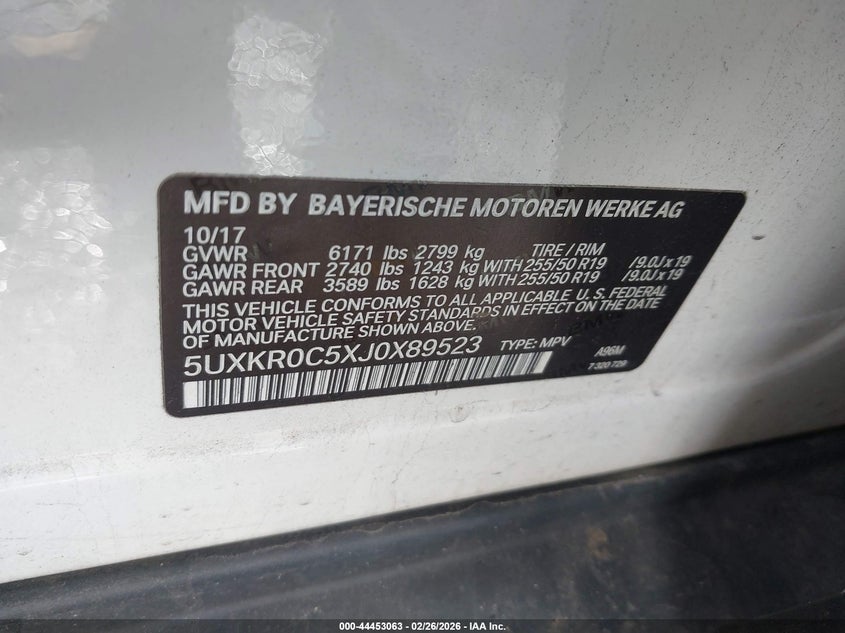 MFD BY BAYERISCHE MOTOREN WERKE AG
10/17
GVWR 6171 lbs 2799 kg TIRE / RIM
GAWR FRONT 2740 lbs 1243 kg WITH 255/50 R19 /9.0J x 19
GAWR REAR 3589 lbs 1628 kg WITH 255/50 R19 /9.0J x 19
THIS VEHICLE CONFORMS TO ALL APPLICABLE U.S. FEDERAL
MOTOR VEHICLE SAFETY STANDARDS IN EFFECT ON THE DATE
OF MANUFACTURE SHOWN ABOVE.
5UXKR0C5XJ0X89523 TYPE: MPV A96M
7 320 729
000-44453063 | 02/26/2026 - IAA Inc.